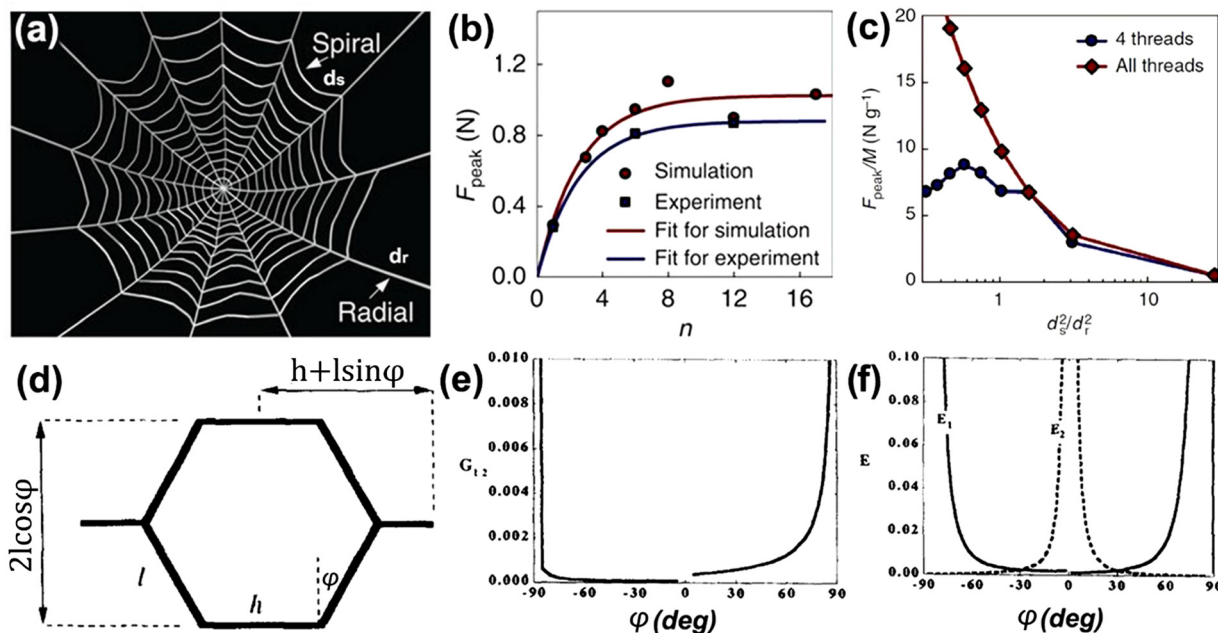 (a)
Spiral
ds
dr
Radial
(b)
1.2
0.8
0.4
0.0
0 4 8 12 16
Fpeak (N)
n
Simulation
Experiment
Fit for simulation
Fit for experiment
(c)
20
15
10
5
0
1 10
Fpeak/M (N g⁻¹)
ds²/dr²
4 threads
All threads
(d)
h+lsinφ
2lcosφ
l
h
φ
(e)
0.010
0.008
0.006
0.004
0.002
0.000
G12
-90 -60 -30 0 30 60 90
φ (deg)
(f)
0.10
0.08
0.06
0.04
0.02
0.00
E
E1
E2
-90 -60 -30 0 30 60 90
φ (deg)